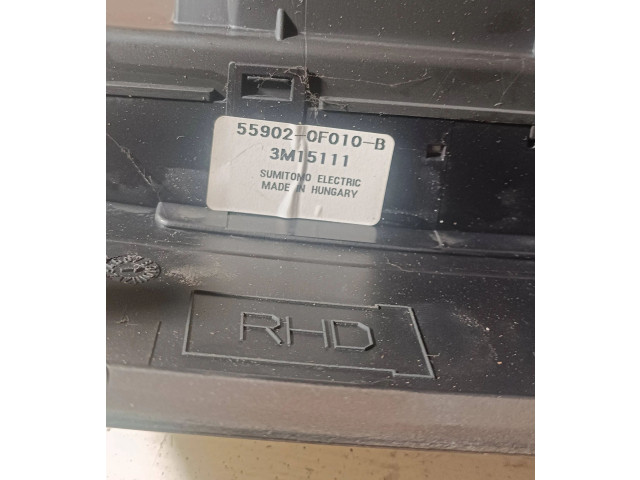 55902-0F010-B
3M15111
SUMITOMO ELECTRIC
MADE IN HUNGARY
RHD